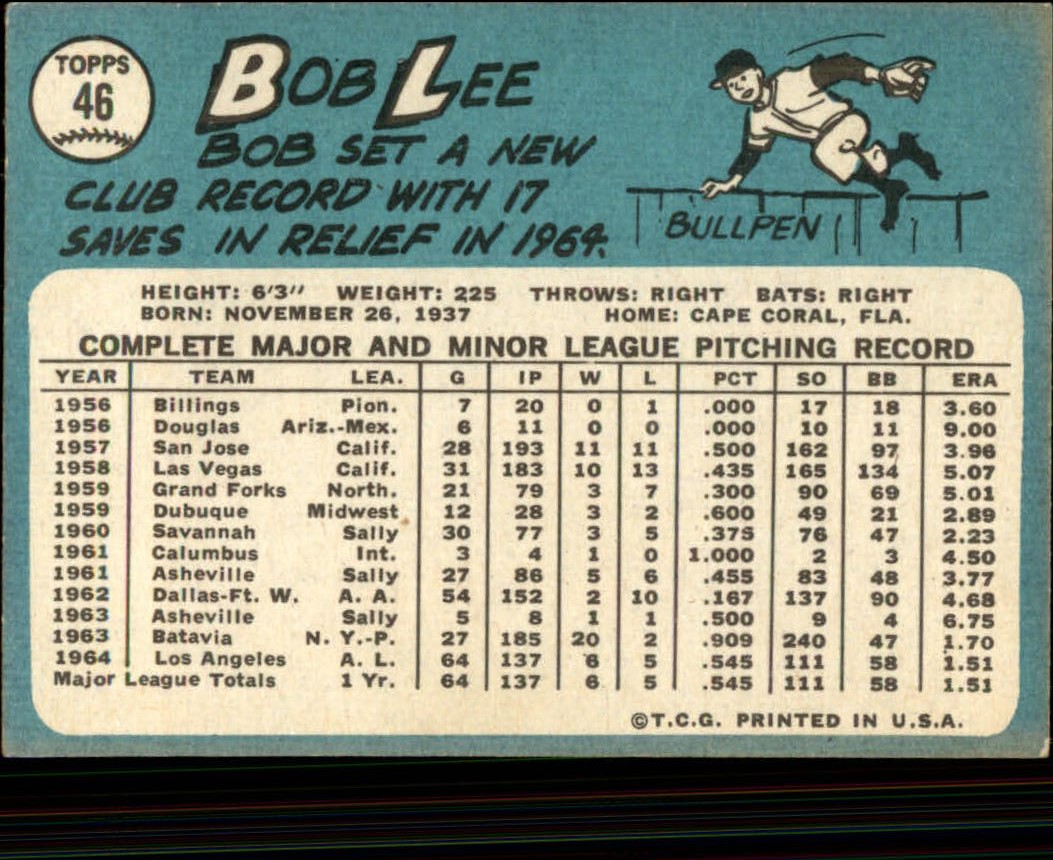 TOPPS
46
BOB LEE
BOB SET A NEW
CLUB RECORD WITH 17
SAVES IN RELIEF IN 1964.
BULLPEN
HEIGHT: 6'3" WEIGHT: 225 THROWS: RIGHT BATS: RIGHT
BORN: NOVEMBER 26, 1937 HOME: CAPE CORAL, FLA.
COMPLETE MAJOR AND MINOR LEAGUE PITCHING RECORD
YEAR TEAM LEA. G IP W L PCT SO BB ERA
1956 Billings Pion. 7 20 0 1 .000 17 18 3.60
1956 Douglas Ariz.-Mex. 6 11 0 0 .000 10 11 9.00
1957 San Jose Calif. 28 193 11 11 .500 162 97 3.96
1958 Las Vegas Calif. 31 183 10 13 .435 165 134 5.07
1959 Grand Forks North. 21 79 3 7 .300 90 69 5.01
1959 Dubuque Midwest 12 28 3 2 .600 49 21 2.89
1960 Savannah Sally 30 77 3 5 .375 76 47 2.23
1961 Calumbus Int. 3 4 1 0 1.000 2 3 4.50
1961 Asheville Sally 27 86 5 6 .455 83 48 3.77
1962 Dallas-Ft. W. A. A. 54 152 2 10 .167 137 90 4.68
1963 Asheville Sally 5 8 1 1 .500 9 4 6.75
1963 Batavia N. Y.-P. 27 185 20 2 .909 240 47 1.70
1964 Los Angeles A. L. 64 137 6 5 .545 111 58 1.51
Major League Totals 1 Yr. 64 137 6 5 .545 111 58 1.51
©T.C.G. PRINTED IN U.S.A.